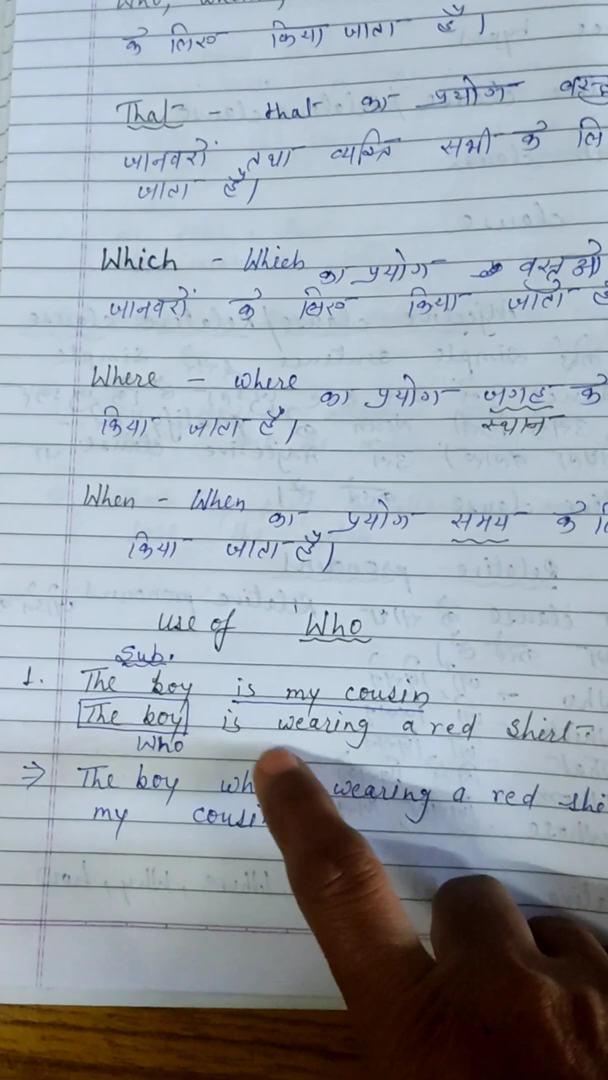 के लिए किया जाता है।
That - that का प्रयोग
जानवरों तथा व्यक्ति सभी के लि
जाता है।
Which - Which का प्रयोग वस्तुओ
जानवरों के लिए किया जाता है
Where - where का प्रयोग जगह के
स्थान
किया जाता है।
When - When का प्रयोग समय के लि
किया जाता है।
use of Who
Sub.
1. The boy is my cousin
The boy is wearing a red shirt.
Who
⇒ The boy wearing a red shi
my cousin